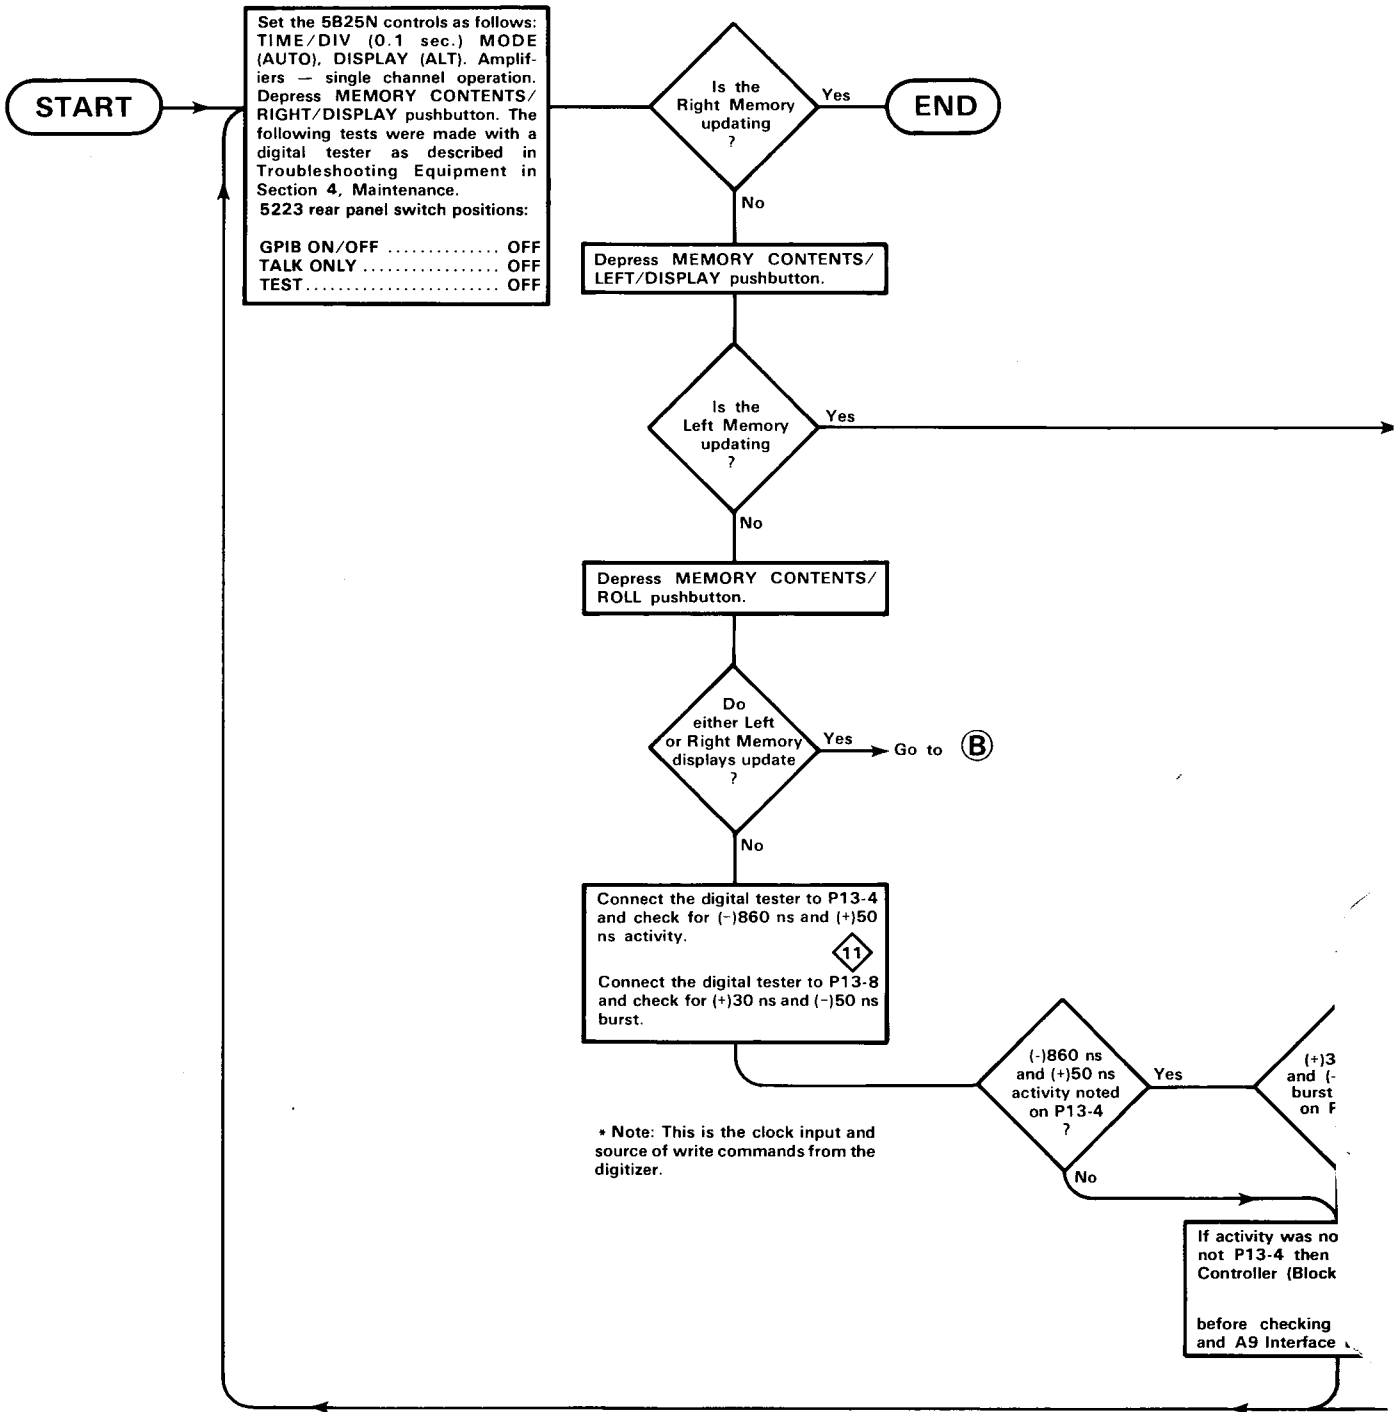 START
Set the 5B25N controls as follows:
TIME/DIV (0.1 sec.) MODE
(AUTO), DISPLAY (ALT). Amplif-
iers — single channel operation.
Depress MEMORY CONTENTS/
RIGHT/DISPLAY pushbutton. The
following tests were made with a
digital tester as described in
Troubleshooting Equipment in
Section 4, Maintenance.
5223 rear panel switch positions:
GPIB ON/OFF .............. OFF
TALK ONLY ................. OFF
TEST........................ OFF
Is the
Right Memory
updating
?
Yes
END
No
Depress MEMORY CONTENTS/
LEFT/DISPLAY pushbutton.
Is the
Left Memory
updating
?
Yes
No
Depress MEMORY CONTENTS/
ROLL pushbutton.
Do
either Left
or Right Memory
displays update
?
Yes
Go to B
No
Connect the digital tester to P13-4
and check for (-)860 ns and (+)50
ns activity.
11
Connect the digital tester to P13-8
and check for (+)30 ns and (-)50 ns
burst.
(-)860 ns
and (+)50 ns
activity noted
on P13-4
?
Yes
No
(+)3
and (-
burst
on
* Note: This is the clock input and
source of write commands from the
digitizer.
If activity was no
not P13-4 then
Controller (Block
before checking
and A9 Interface